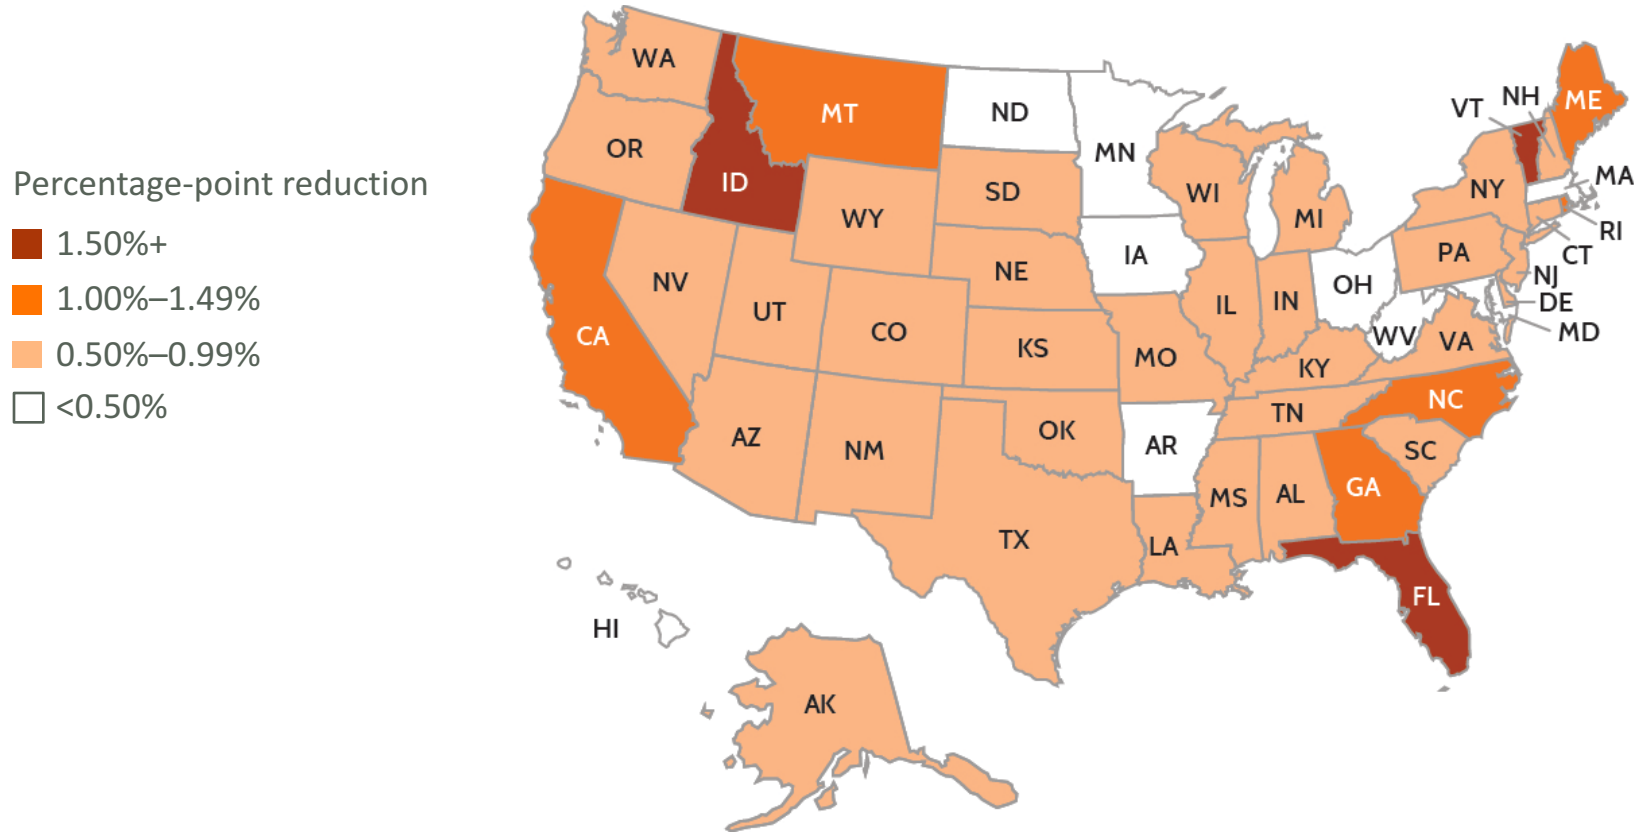 Percentage-point reduction
1.50%+
1.00%–1.49%
0.50%–0.99%
<0.50%
WA
OR
CA
ID
NV
MT
WY
UT
AZ
CO
NM
ND
SD
NE
KS
OK
TX
MN
IA
MO
AR
LA
WI
IL
MI
IN
OH
KY
TN
MS
AL
GA
FL
SC
NC
VA
WV
PA
NY
VT
NH
ME
MA
RI
CT
NJ
DE
MD
HI
AK